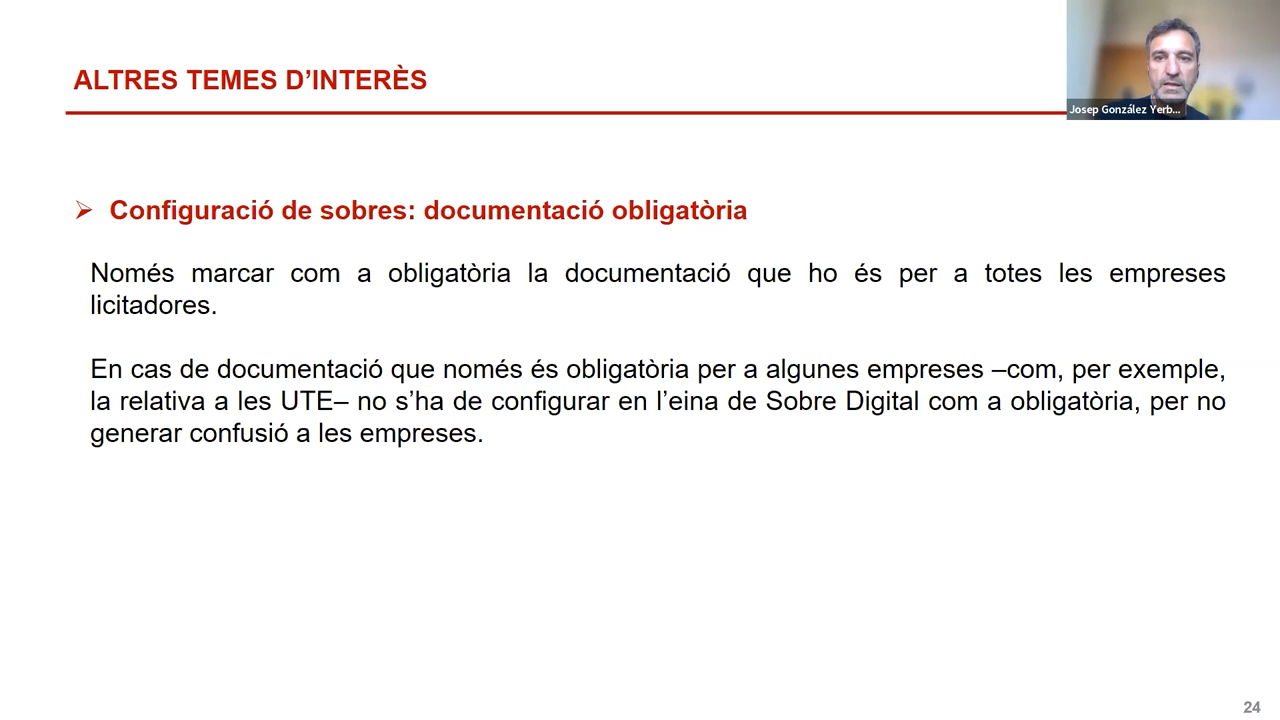 ALTRES TEMES D’INTERÈS
Josep González Yerb...
➢ Configuració de sobres: documentació obligatòria
Només marcar com a obligatòria la documentació que ho és per a totes les empreses
licitadores.
En cas de documentació que només és obligatòria per a algunes empreses –com, per exemple,
la relativa a les UTE– no s’ha de configurar en l’eina de Sobre Digital com a obligatòria, per no
generar confusió a les empreses.
24